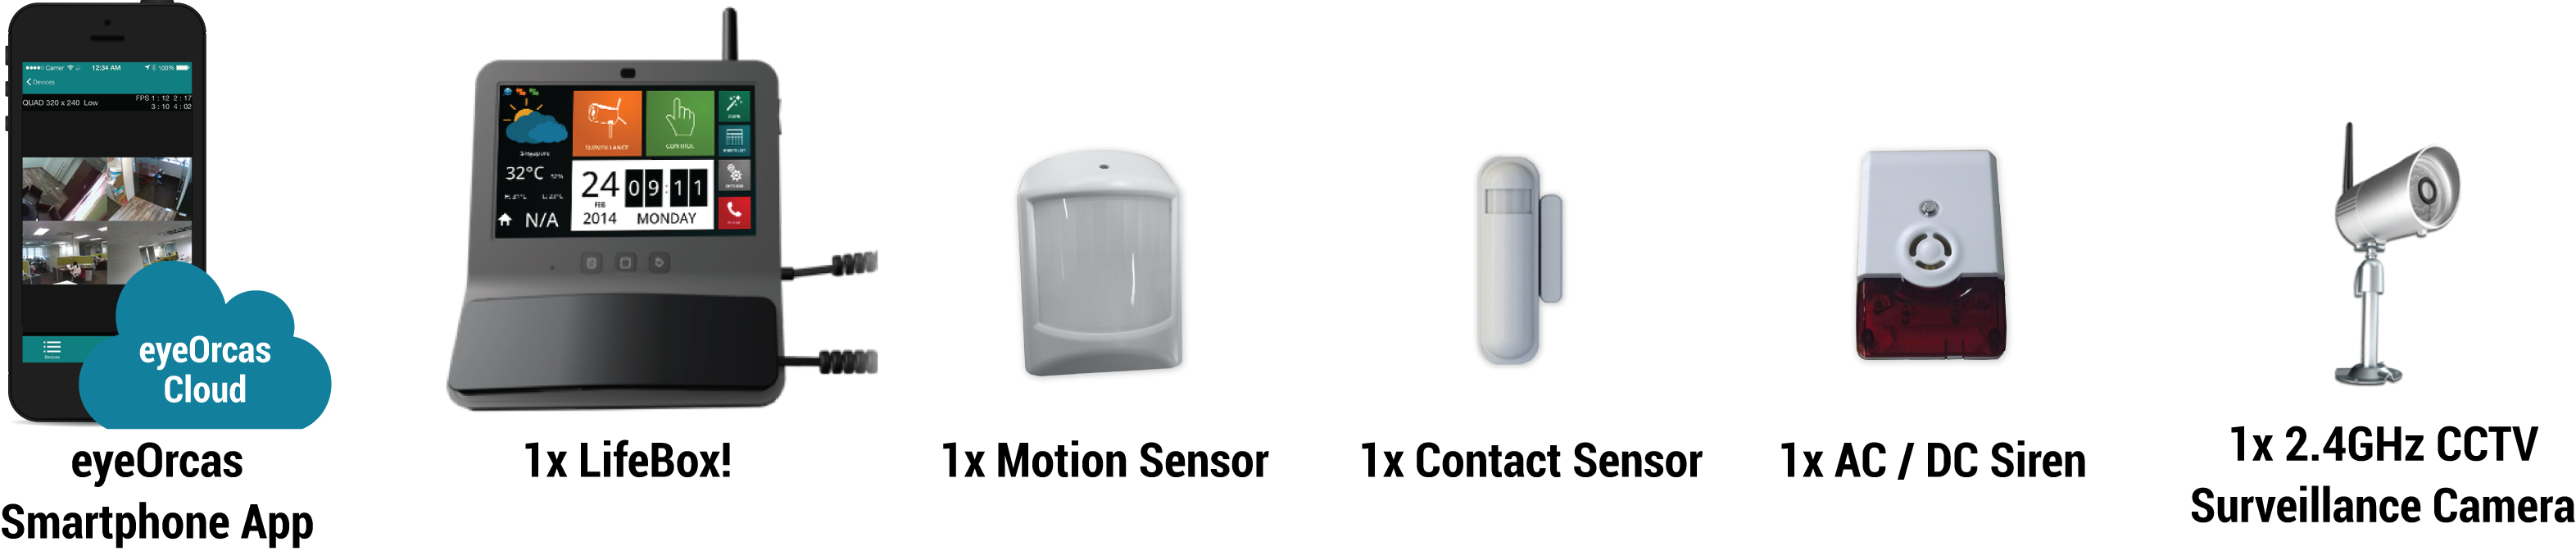 Carrier 12:34 AM 100%
Devices
QUAD 320 x 240 Low
FPS 1 : 12 2 : 17
3 : 10 4 : 02
Devices
eyeOrcas
Cloud
eyeOrcas
Smartphone App
Singapore
32°C
N/A
SURVEILLANCE
CONTROL
24
FEB
2014
09:11
MONDAY
1x LifeBox!
1x Motion Sensor
1x Contact Sensor
1x AC / DC Siren
1x 2.4GHz CCTV
Surveillance Camera